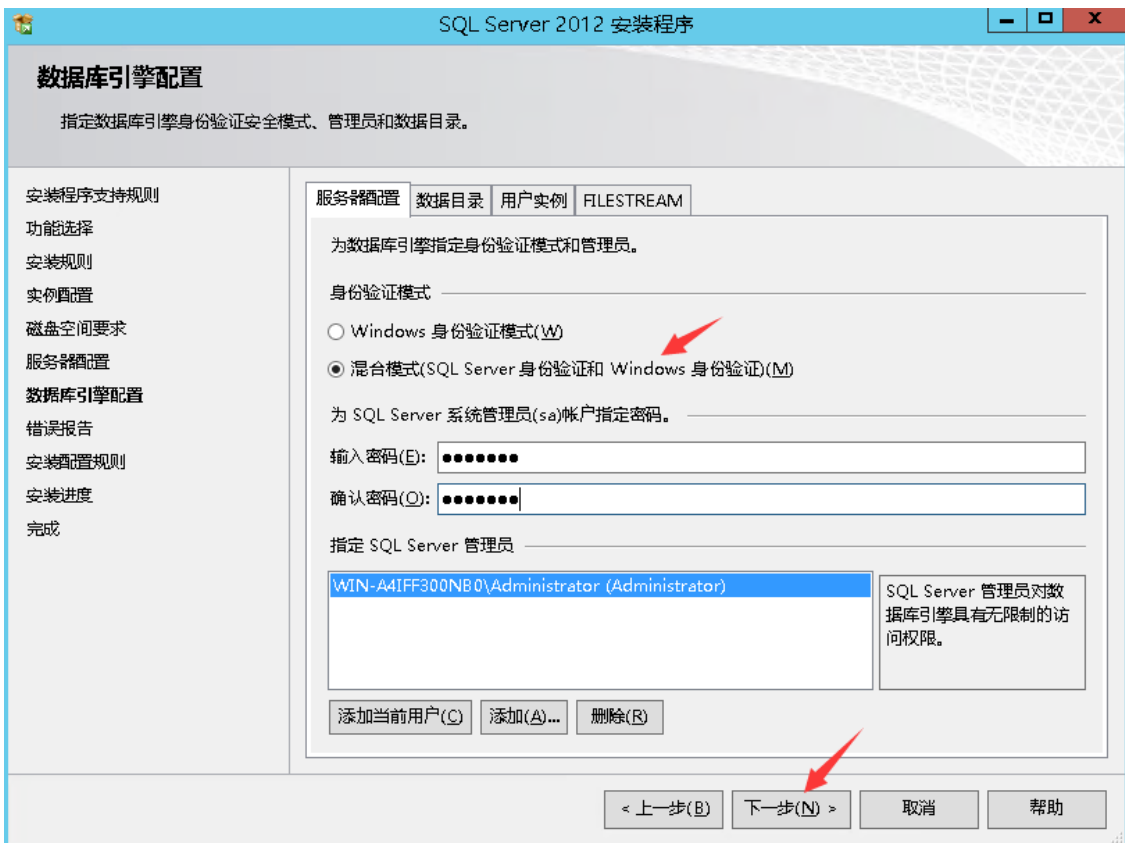 SQL Server 2012 安装程序
数据库引擎配置
指定数据库引擎身份验证安全模式、管理员和数据目录。
安装程序支持规则
功能选择
安装规则
实例配置
磁盘空间要求
服务器配置
数据库引擎配置
错误报告
安装配置规则
安装进度
完成
服务器配置 数据目录 用户实例 FILESTREAM
为数据库引擎指定身份验证模式和管理员。
身份验证模式
Windows 身份验证模式(W)
混合模式(SQL Server 身份验证和 Windows 身份验证)(M)
为 SQL Server 系统管理员(sa)帐户指定密码。
输入密码(E): ●●●●●●●
确认密码(O): ●●●●●●●
指定 SQL Server 管理员
WIN-A4IFF300NB0\Administrator (Administrator)
SQL Server 管理员对数
据库引擎具有无限制的访
问权限。
添加当前用户(C) 添加(A)... 删除(R)
< 上一步(B) 下一步(N) > 取消 帮助